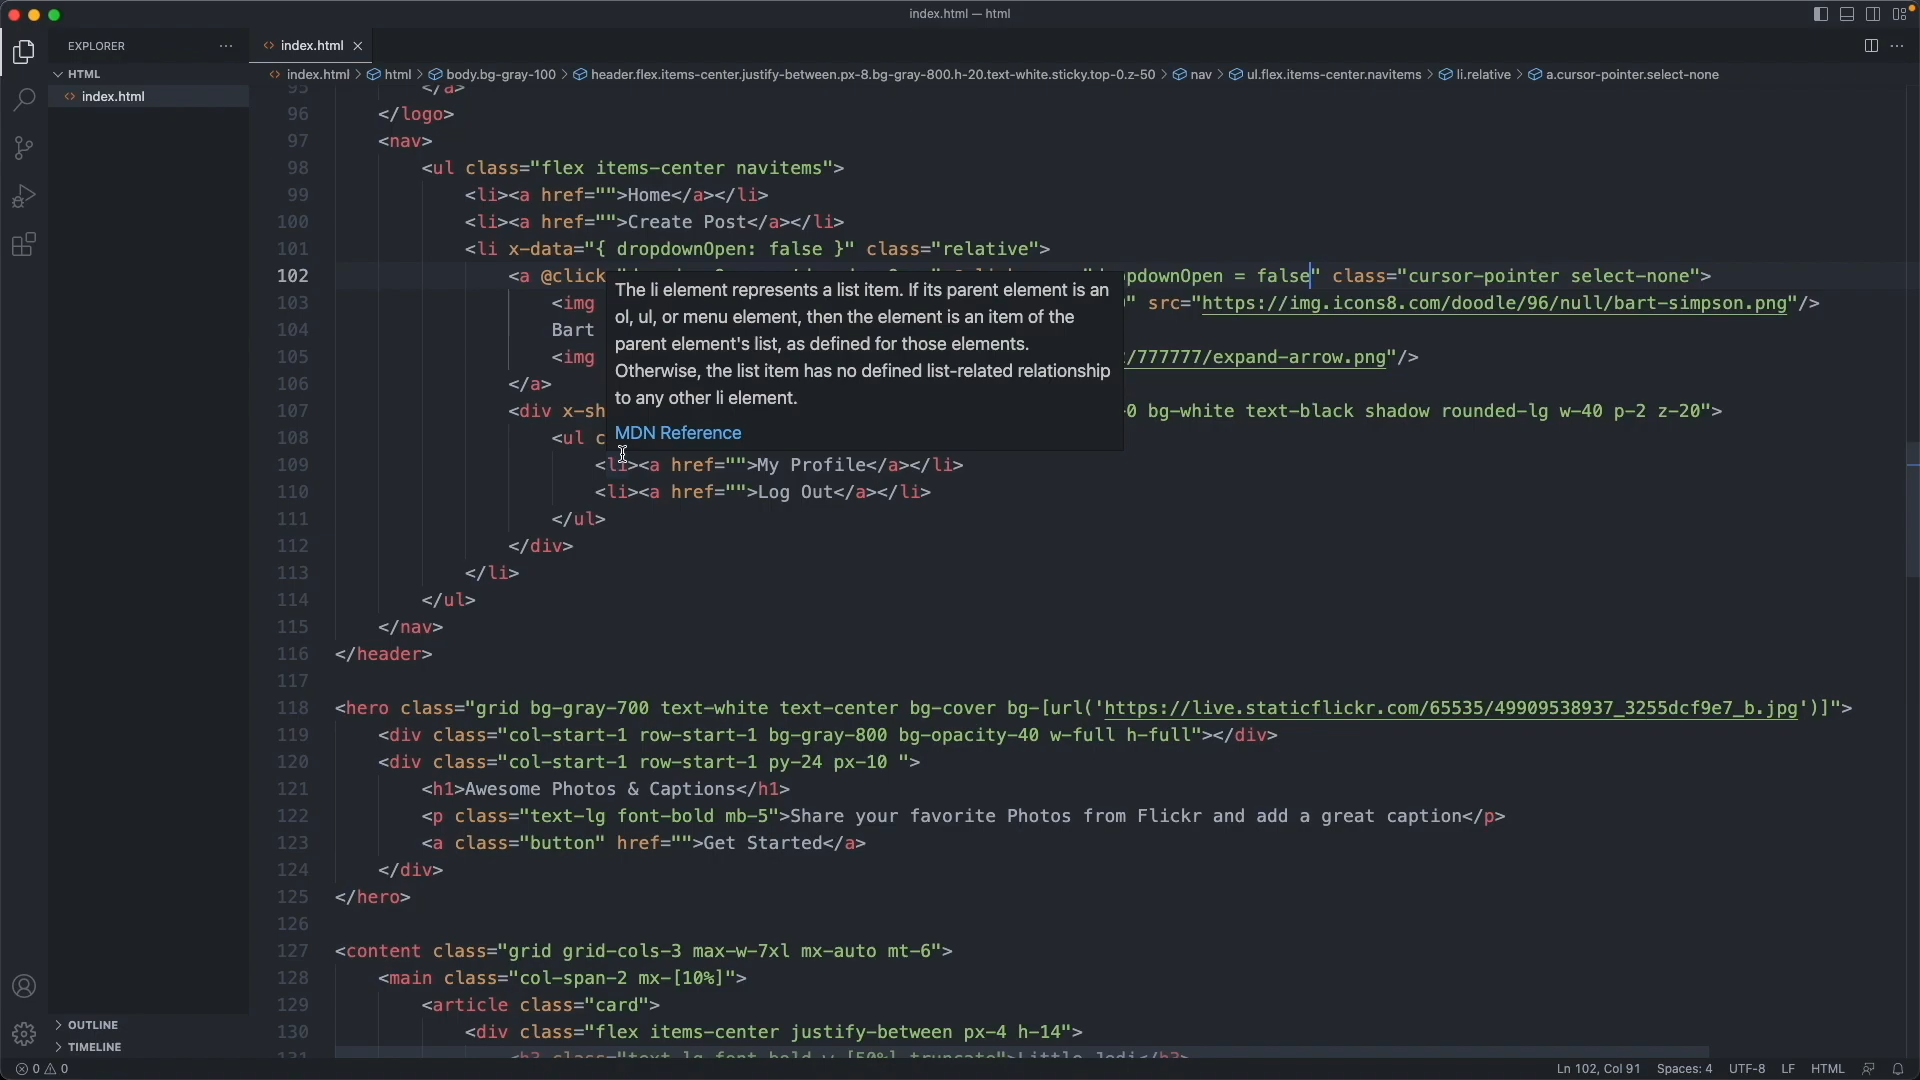 index.html — html
EXPLORER
index.html
HTML
index.html
index.html > html > body.bg-gray-100 > header.flex.items-center.justify-between.px-8.bg-gray-800.h-20.text-white.sticky.top-0.z-50 > nav > ul.flex.items-center.navitems > li.relative > a.cursor-pointer.select-none
95 </a>
96 </logo>
97 <nav>
98 <ul class="flex items-center navitems">
99 <li><a href="">Home</a></li>
100 <li><a href="">Create Post</a></li>
101 <li x-data="{ dropdownOpen: false }" class="relative">
102 <a @click pdownOpen = false" class="cursor-pointer select-none">
103 <img " src="https://img.icons8.com/doodle/96/null/bart-simpson.png"/>
104 Bart
105 <img /777777/expand-arrow.png"/>
106 </a>
107 <div x-sh 0 bg-white text-black shadow rounded-lg w-40 p-2 z-20">
108 <ul c
The li element represents a list item. If its parent element is an
ol, ul, or menu element, then the element is an item of the
parent element's list, as defined for those elements.
Otherwise, the list item has no defined list-related relationship
to any other li element.
MDN Reference
109 <li><a href="">My Profile</a></li>
110 <li><a href="">Log Out</a></li>
111 </ul>
112 </div>
113 </li>
114 </ul>
115 </nav>
116 </header>
117
118 <hero class="grid bg-gray-700 text-white text-center bg-cover bg-[url('https://live.staticflickr.com/65535/49909538937_3255dcf9e7_b.jpg')]">
119 <div class="col-start-1 row-start-1 bg-gray-800 bg-opacity-40 w-full h-full"></div>
120 <div class="col-start-1 row-start-1 py-24 px-10 ">
121 <h1>Awesome Photos & Captions</h1>
122 <p class="text-lg font-bold mb-5">Share your favorite Photos from Flickr and add a great caption</p>
123 <a class="button" href="">Get Started</a>
124 </div>
125 </hero>
126
127 <content class="grid grid-cols-3 max-w-7xl mx-auto mt-6">
128 <main class="col-span-2 mx-[10%]">
129 <article class="card">
130 <div class="flex items-center justify-between px-4 h-14">
131 <h3 class="text-lg font-bold w-[50%] truncate">Little Jedi</h3>
OUTLINE
TIMELINE
0 0
Ln 102, Col 91 Spaces: 4 UTF-8 LF HTML